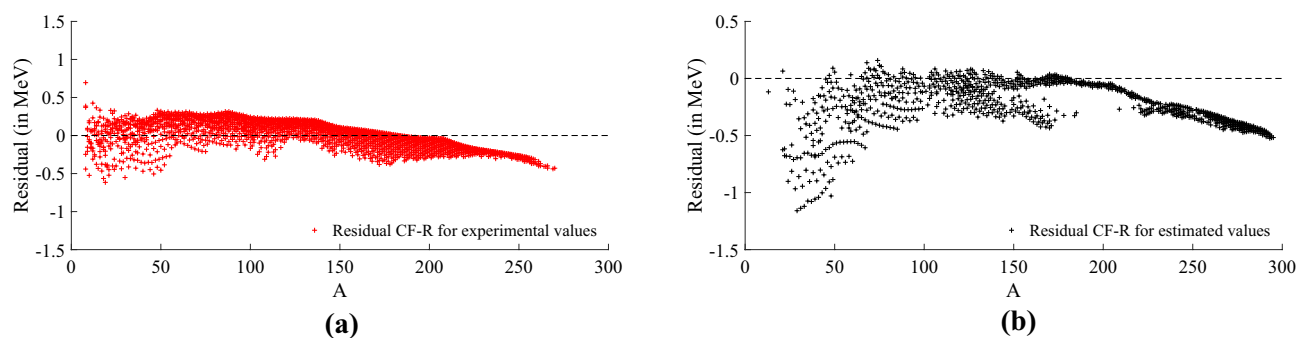 1.5
1
0.5
0
-0.5
-1
-1.5
Residual (in MeV)
+ Residual CF-R for experimental values
0 50 100 150 200 250 300
A
(a)
0.5
0
-0.5
-1
-1.5
Residual (in MeV)
+ Residual CF-R for estimated values
0 50 100 150 200 250 300
A
(b)